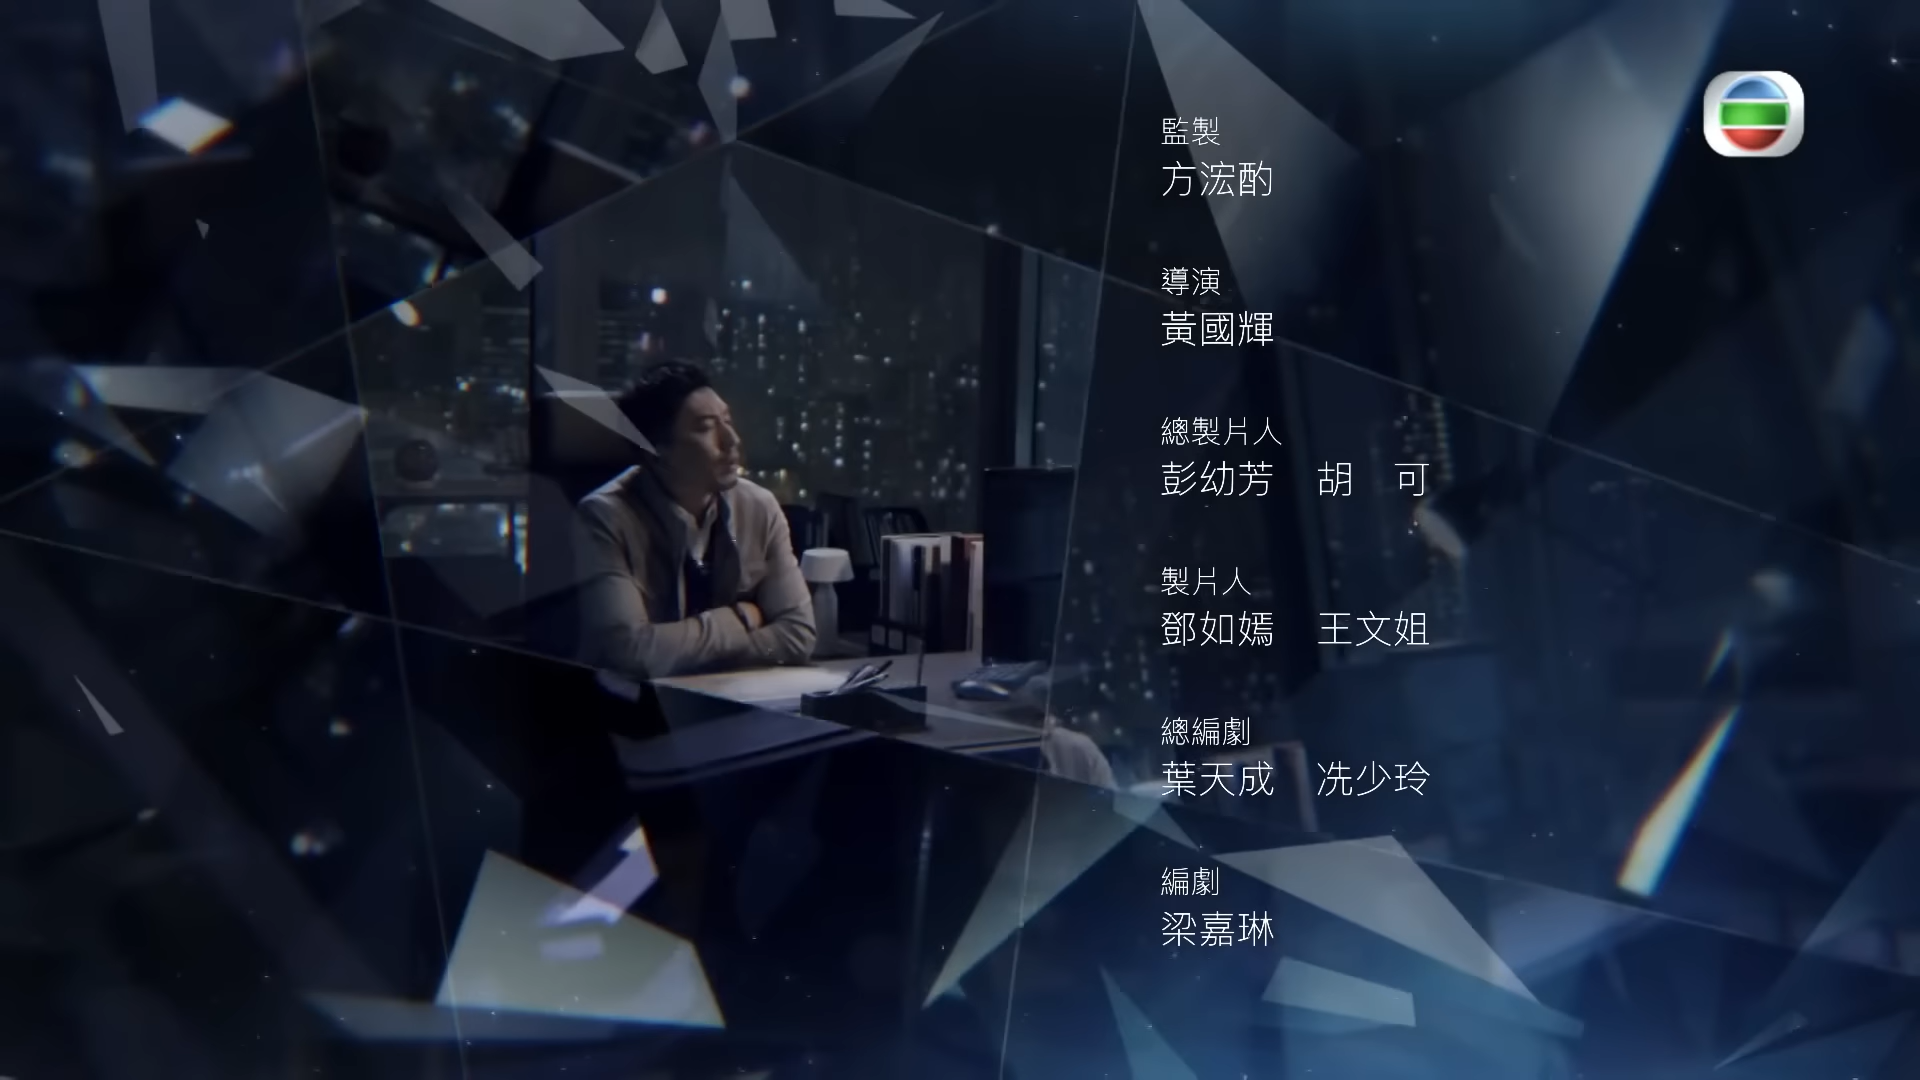 監製
方浤酌
導演
黃國輝
總製片人
彭幼芳 胡 可
製片人
鄧如嫣 王文姐
總編劇
葉天成 冼少玲
編劇
梁嘉琳